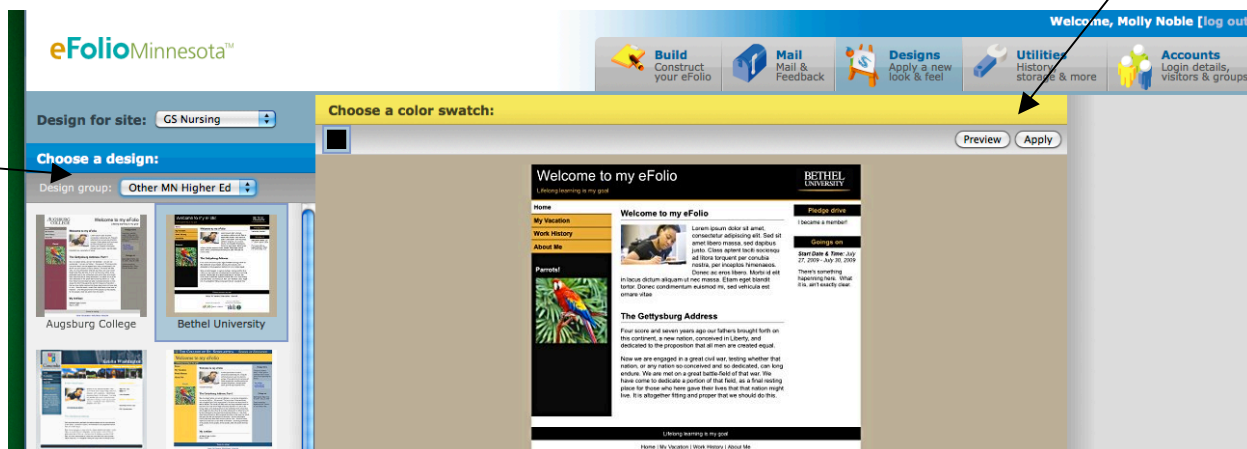 Welcome, Molly Noble [log out
eFolioMinnesota™
Build
Construct
your eFolio
Mail
Mail &
Feedback
Designs
Apply a new
look & feel
Utilities
History,
storage & more
Accounts
Login details,
visitors & groups
Design for site: GS Nursing
Choose a design:
Design group: Other MN Higher Ed
Augsburg College
Bethel University
Choose a color swatch:
Preview Apply
Welcome to my eFolio
Lifelong learning is my goal
BETHEL
UNIVERSITY
Home
My Vacation
Work History
About Me
Parrots!
Welcome to my eFolio
Lorem ipsum dolor sit amet,
consectetur adipiscing elit. Sed sit
amet libero massa, sed dapibus
justo. Class aptent taciti sociosqu
ad litora torquent per conubia
nostra, per inceptos himenaeos.
Donec ac eros libero. Morbi id elit
in lacus dictum aliquam ut nec massa. Etiam eget blandit
tortor. Donec condimentum euismod mi, sed vehicula est
ornare vitae
The Gettysburg Address
Four score and seven years ago our fathers brought forth on
this continent, a new nation, conceived in Liberty, and
dedicated to the proposition that all men are created equal.
Now we are engaged in a great civil war, testing whether that
nation, or any nation so conceived and so dedicated, can long
endure. We are met on a great battle-field of that war. We
have come to dedicate a portion of that field, as a final resting
place for those who here gave their lives that that nation might
live. It is altogether fitting and proper that we should do this.
Pledge drive
I became a member!
Goings on
Start Date & Time: July
27, 2009 - July 30, 2009
There's something
happening here. What
it is, ain't exactly clear.
Lifelong learning is my goal
Home | My Vacation | Work History | About Me